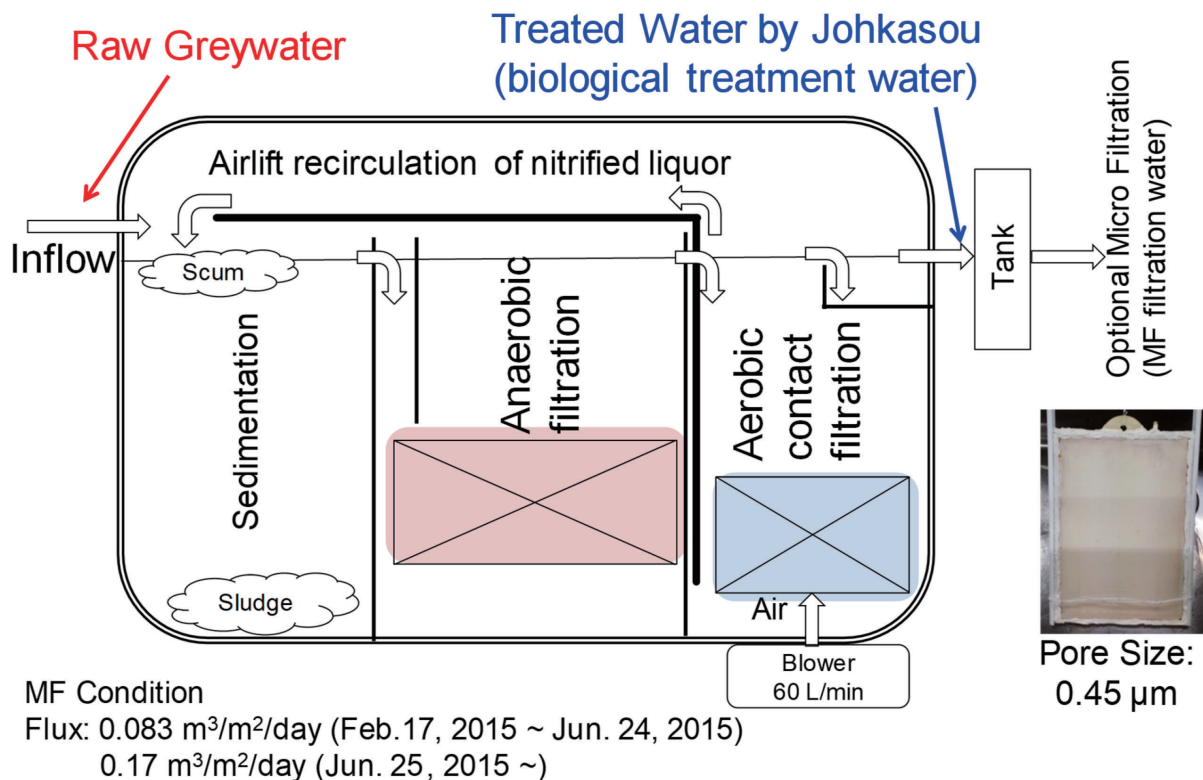 Raw Greywater
Treated Water by Johkasou
(biological treatment water)
Airlift recirculation of nitrified liquor
Inflow
Scum
Sedimentation
Sludge
Anaerobic
filtration
Aerobic
contact
filtration
Air
Blower
60 L/min
Tank
Optional Micro Filtration
(MF filtration water)
Pore Size:
0.45 µm
MF Condition
Flux: 0.083 m³/m²/day (Feb.17, 2015 ~ Jun. 24, 2015)
0.17 m³/m²/day (Jun. 25, 2015 ~)